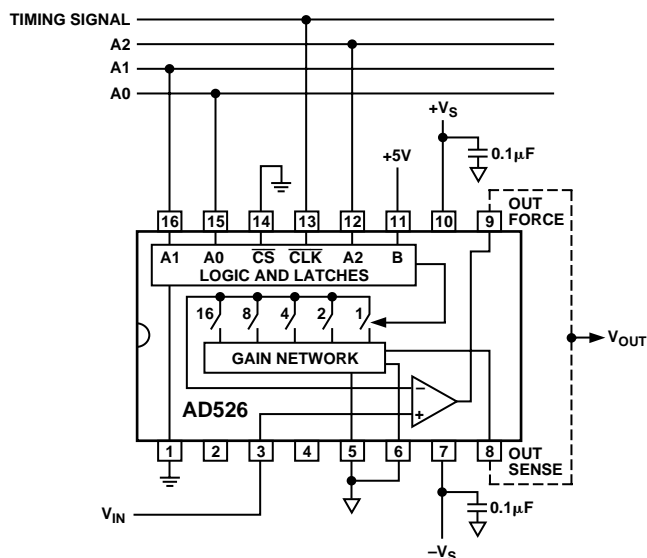 TIMING SIGNAL
A2
A1
A0
+VS
+5V
0.1µF
OUT
FORCE
16 15 14 13 12 11 10 9
A1 A0 CS CLK A2 B
LOGIC AND LATCHES
16 8 4 2 1
GAIN NETWORK
VOUT
–
+
AD526
1 2 3 4 5 6 7 8
OUT
SENSE
VIN
0.1µF
–VS